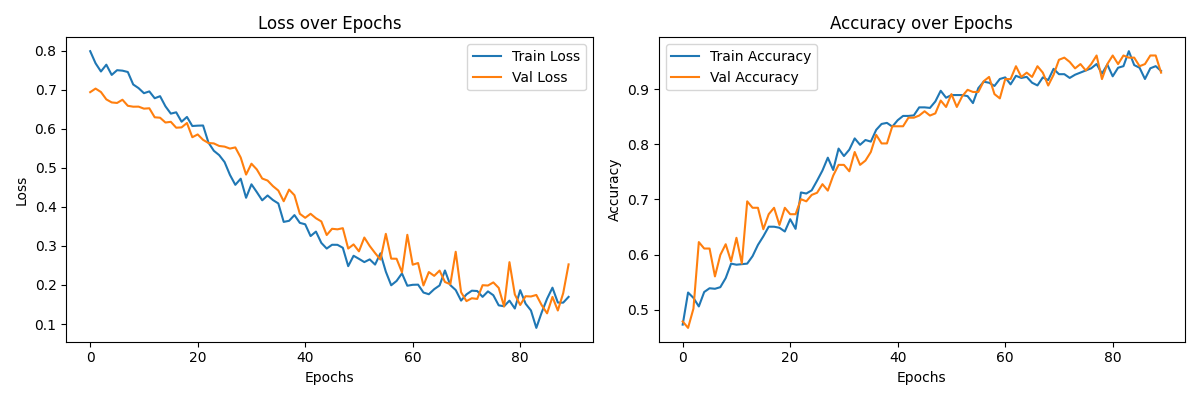 Loss over Epochs
Train Loss
Val Loss
0.8
0.7
0.6
0.5
0.4
0.3
0.2
0.1
Loss
0
20
40
60
80
Epochs
Accuracy over Epochs
Train Accuracy
Val Accuracy
0.9
0.8
0.7
0.6
0.5
Accuracy
0
20
40
60
80
Epochs